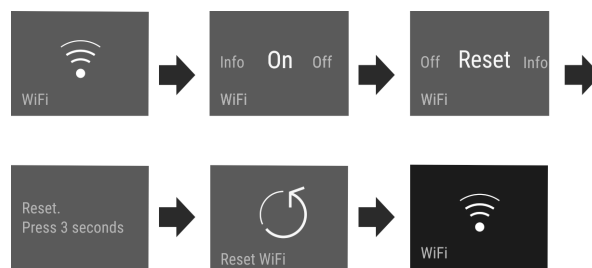 WiFi
Info On Off
WiFi
Off Reset Info
WiFi
Reset.
Press 3 seconds
Reset WiFi
WiFi